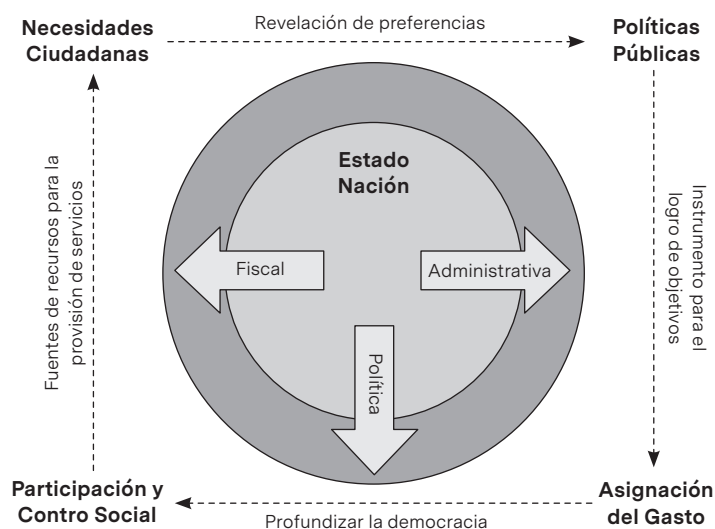 Necesidades
Ciudadanas
Revelación de preferencias
Políticas
Públicas
Estado
Nación
Fuentes de recursos para la
provisión de servicios
Fiscal
Administrativa
Política
Instrumento para el
logro de objetivos
Participación y
Contro Social
Profundizar la democracia
Asignación
del Gasto